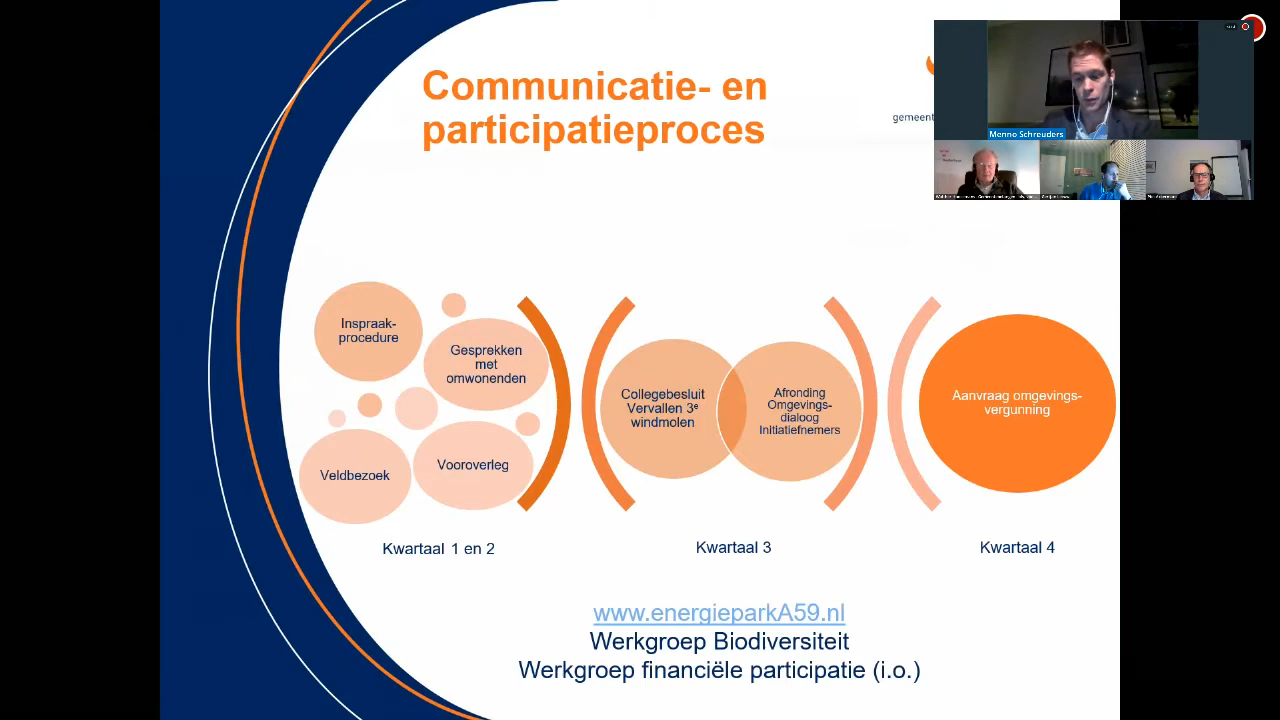 Communicatie- en
participatieproces
gemeent
Menno Schreuders
Inspraak-
procedure
Gesprekken
met
omwonenden
Veldbezoek
Vooroverleg
Collegebesluit
Vervallen 3ᵉ
windmolen
Afronding
Omgevings-
dialoog
Initiatiefnemers
Aanvraag omgevings-
vergunning
Kwartaal 1 en 2
Kwartaal 3
Kwartaal 4
www.energieparkA59.nl
Werkgroep Biodiversiteit
Werkgroep financiële participatie (i.o.)